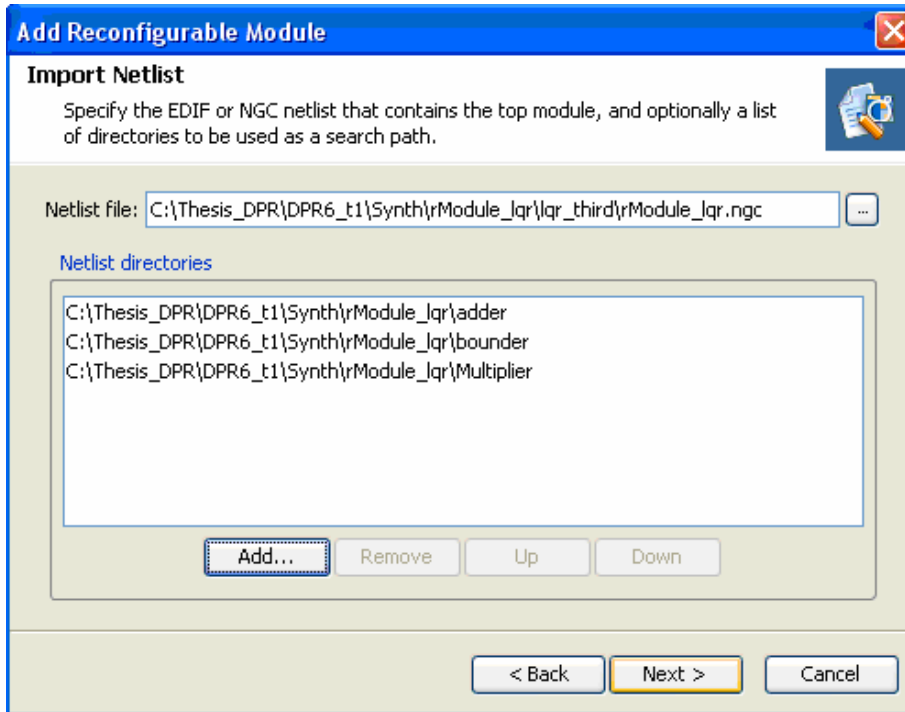 Add Reconfigurable Module
Import Netlist
Specify the EDIF or NGC netlist that contains the top module, and optionally a list
of directories to be used as a search path.
Netlist file: C:\Thesis_DPR\DPR6_t1\Synth\rModule_lqr\lqr_third\rModule_lqr.ngc ...
Netlist directories
C:\Thesis_DPR\DPR6_t1\Synth\rModule_lqr\adder
C:\Thesis_DPR\DPR6_t1\Synth\rModule_lqr\bounder
C:\Thesis_DPR\DPR6_t1\Synth\rModule_lqr\Multiplier
Add... Remove Up Down
< Back Next > Cancel